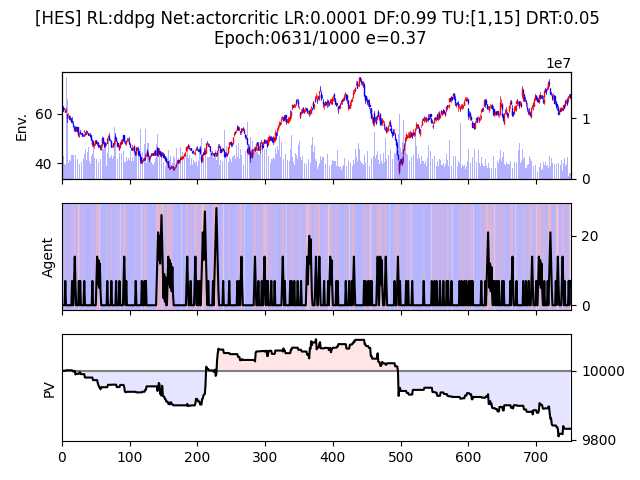 [HES] RL:ddpg Net:actorcritic LR:0.0001 DF:0.99 TU:[1,15] DRT:0.05
Epoch:0631/1000 e=0.37
1e7
Env.
60
40
1
0
Agent
20
0
PV
10000
9800
0 100 200 300 400 500 600 700